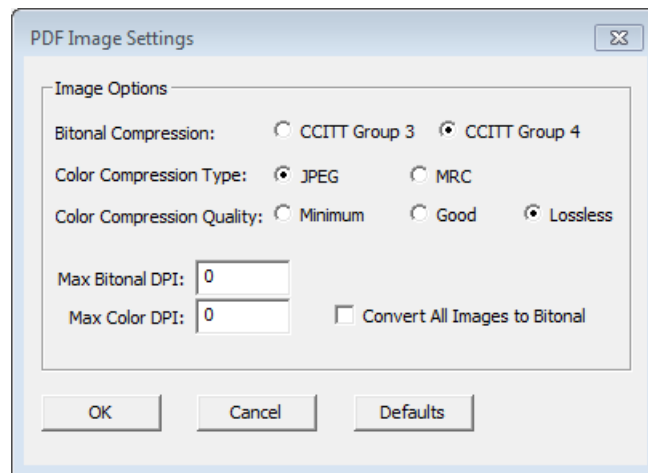 PDF Image Settings
Image Options
Bitonal Compression: CCITT Group 3 CCITT Group 4
Color Compression Type: JPEG MRC
Color Compression Quality: Minimum Good Lossless
Max Bitonal DPI: 0
Max Color DPI: 0 Convert All Images to Bitonal
OK Cancel Defaults